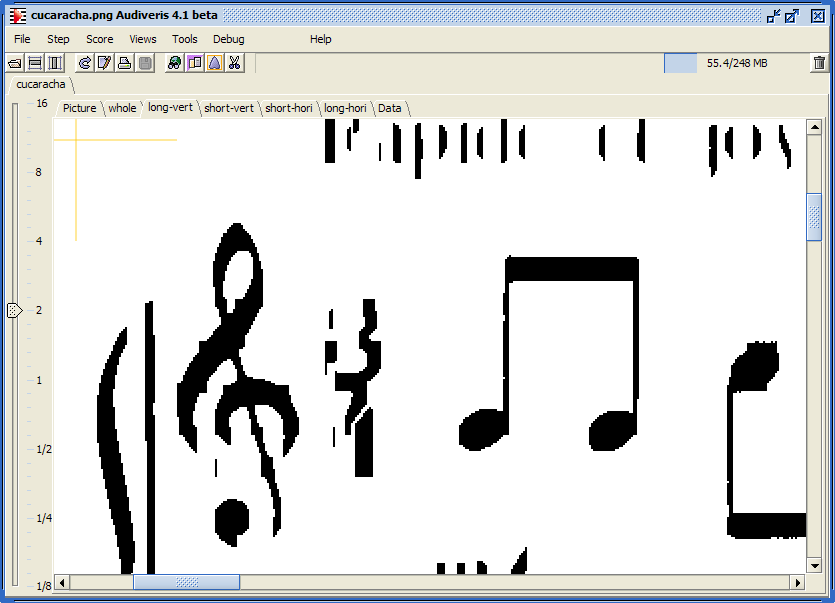 cucaracha.png Audiveris 4.1 beta
File Step Score Views Tools Debug Help
55.4/248 MB
cucaracha
Picture whole long-vert short-vert short-hori long-hori Data
16
8
4
2
1
1/2
1/4
1/8